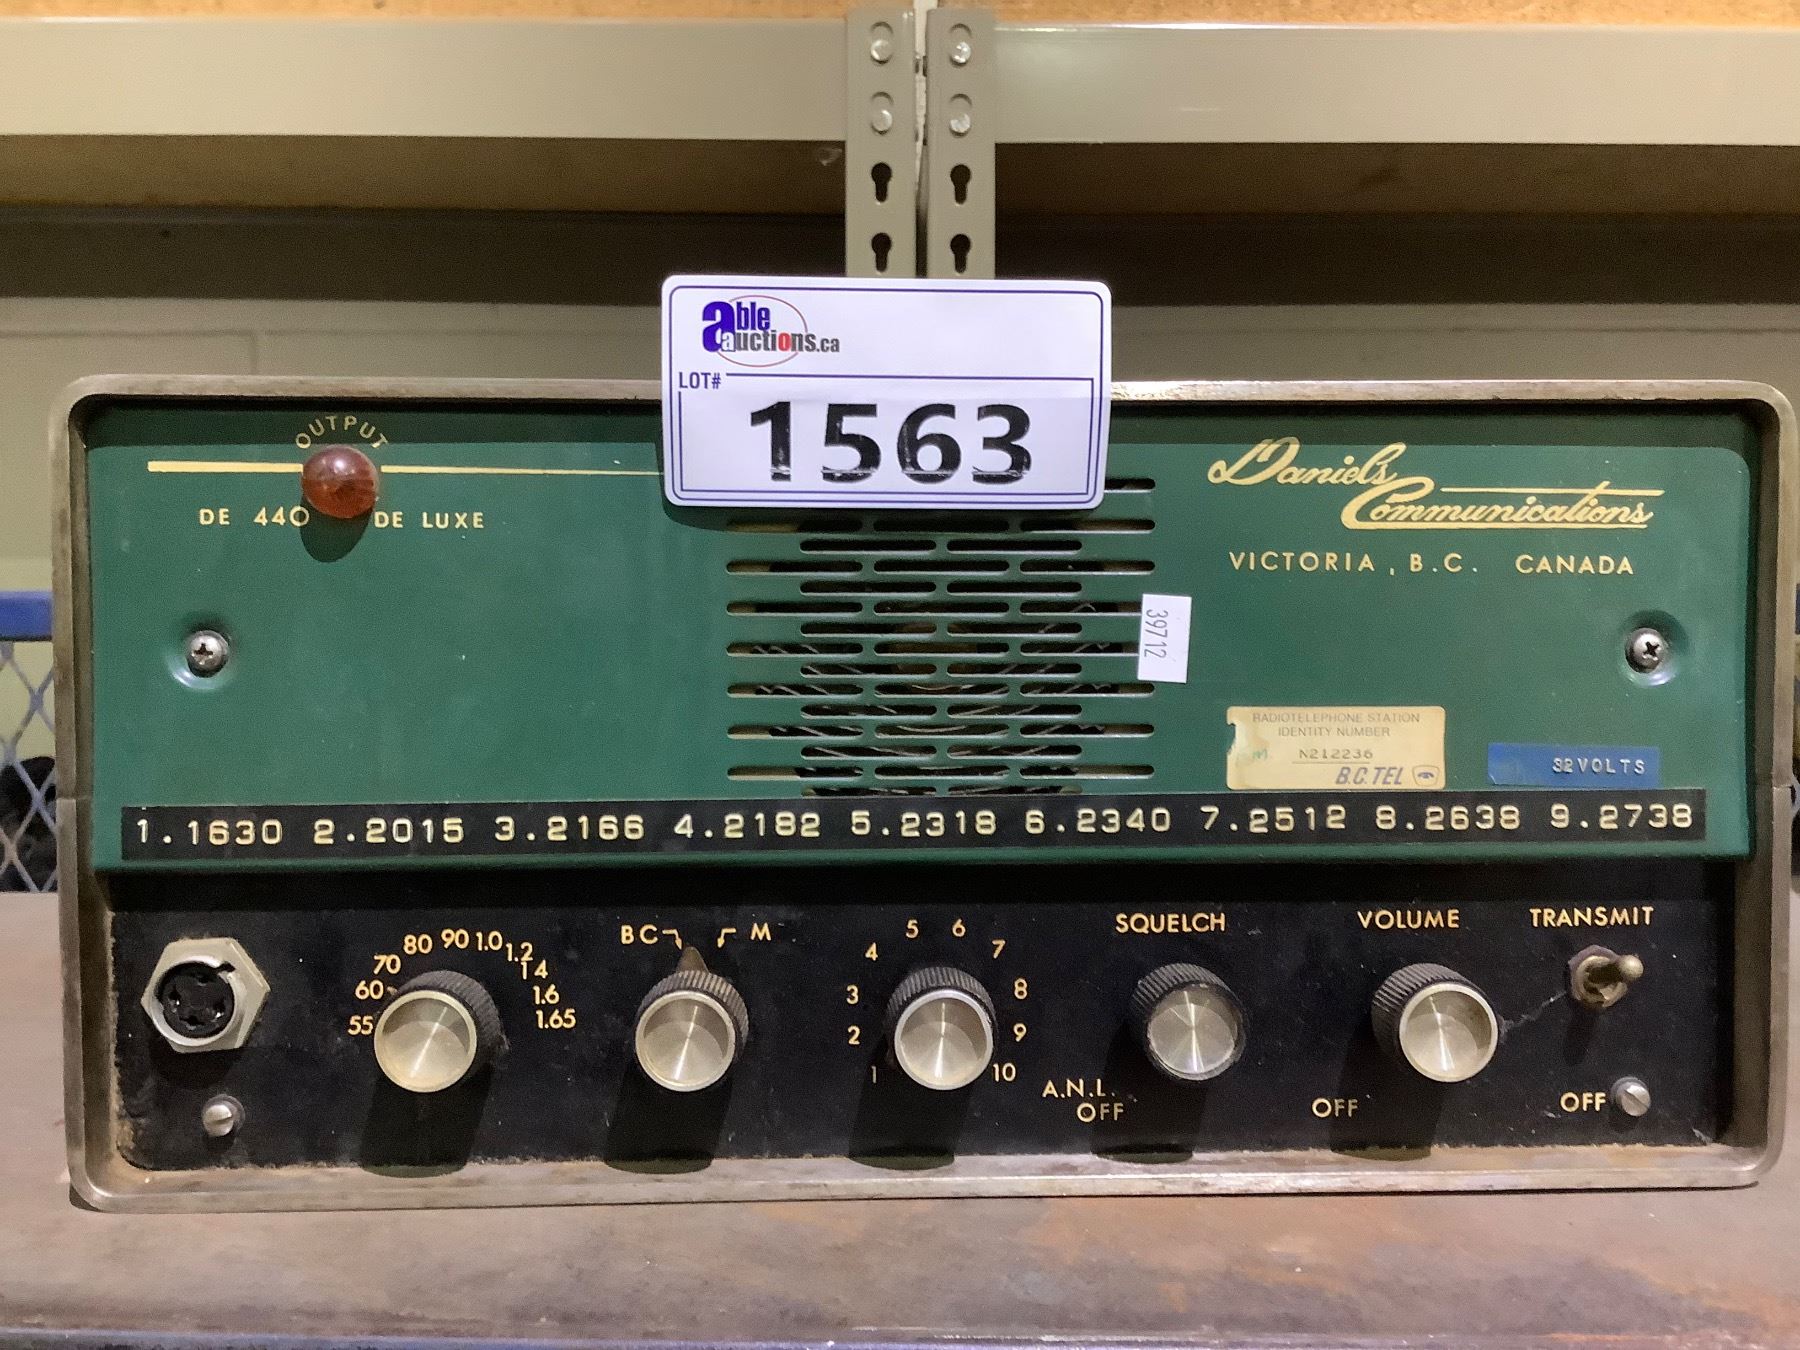 able
auctions.ca
LOT#
1563
OUTPUT
DE 440 DE LUXE
Daniels
Communications
VICTORIA, B.C. CANADA
39712
RADIOTELEPHONE STATION
IDENTITY NUMBER
N212236
B.C. TEL
32VOLTS
1.1630 2.2015 3.2166 4.2182 5.2318 6.2340 7.2512 8.2638 9.2738
55 60 70 80 90 1.0 1.2 14 1.6 1.65
BC M
1 2 3 4 5 6 7 8 9 10
SQUELCH
A.N.L.
OFF
VOLUME
OFF
TRANSMIT
OFF